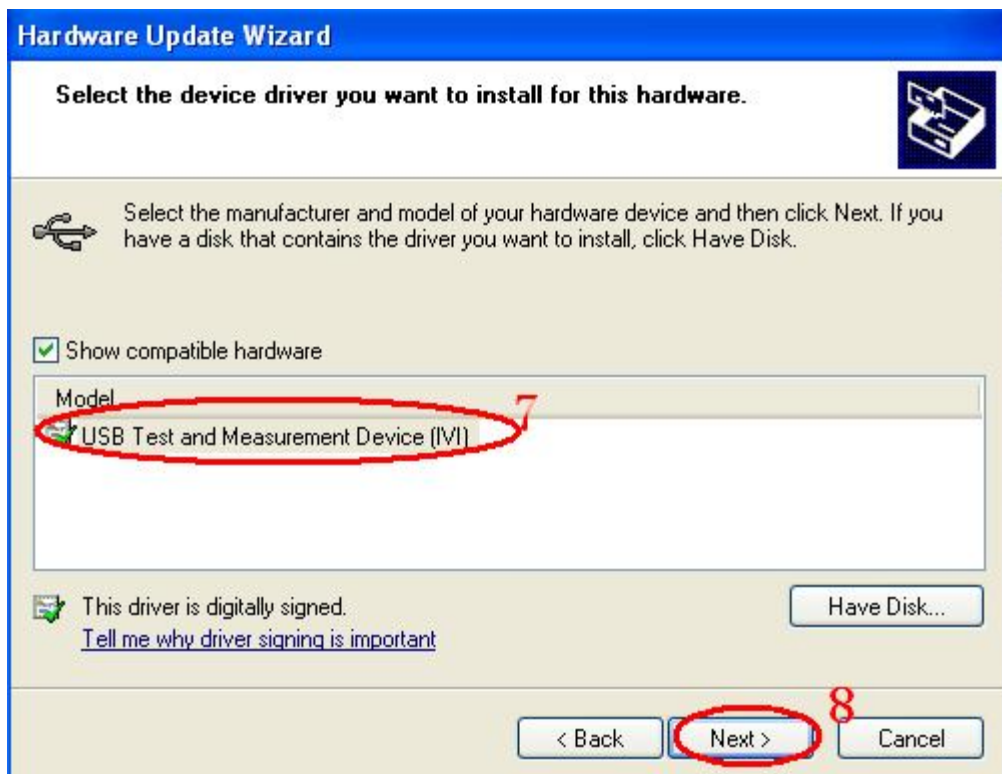 Hardware Update Wizard
Select the device driver you want to install for this hardware.
Select the manufacturer and model of your hardware device and then click Next. If you
have a disk that contains the driver you want to install, click Have Disk.
Show compatible hardware
Model
7
USB Test and Measurement Device (IVI)
This driver is digitally signed.
Have Disk...
Tell me why driver signing is important
8
< Back
Next >
Cancel